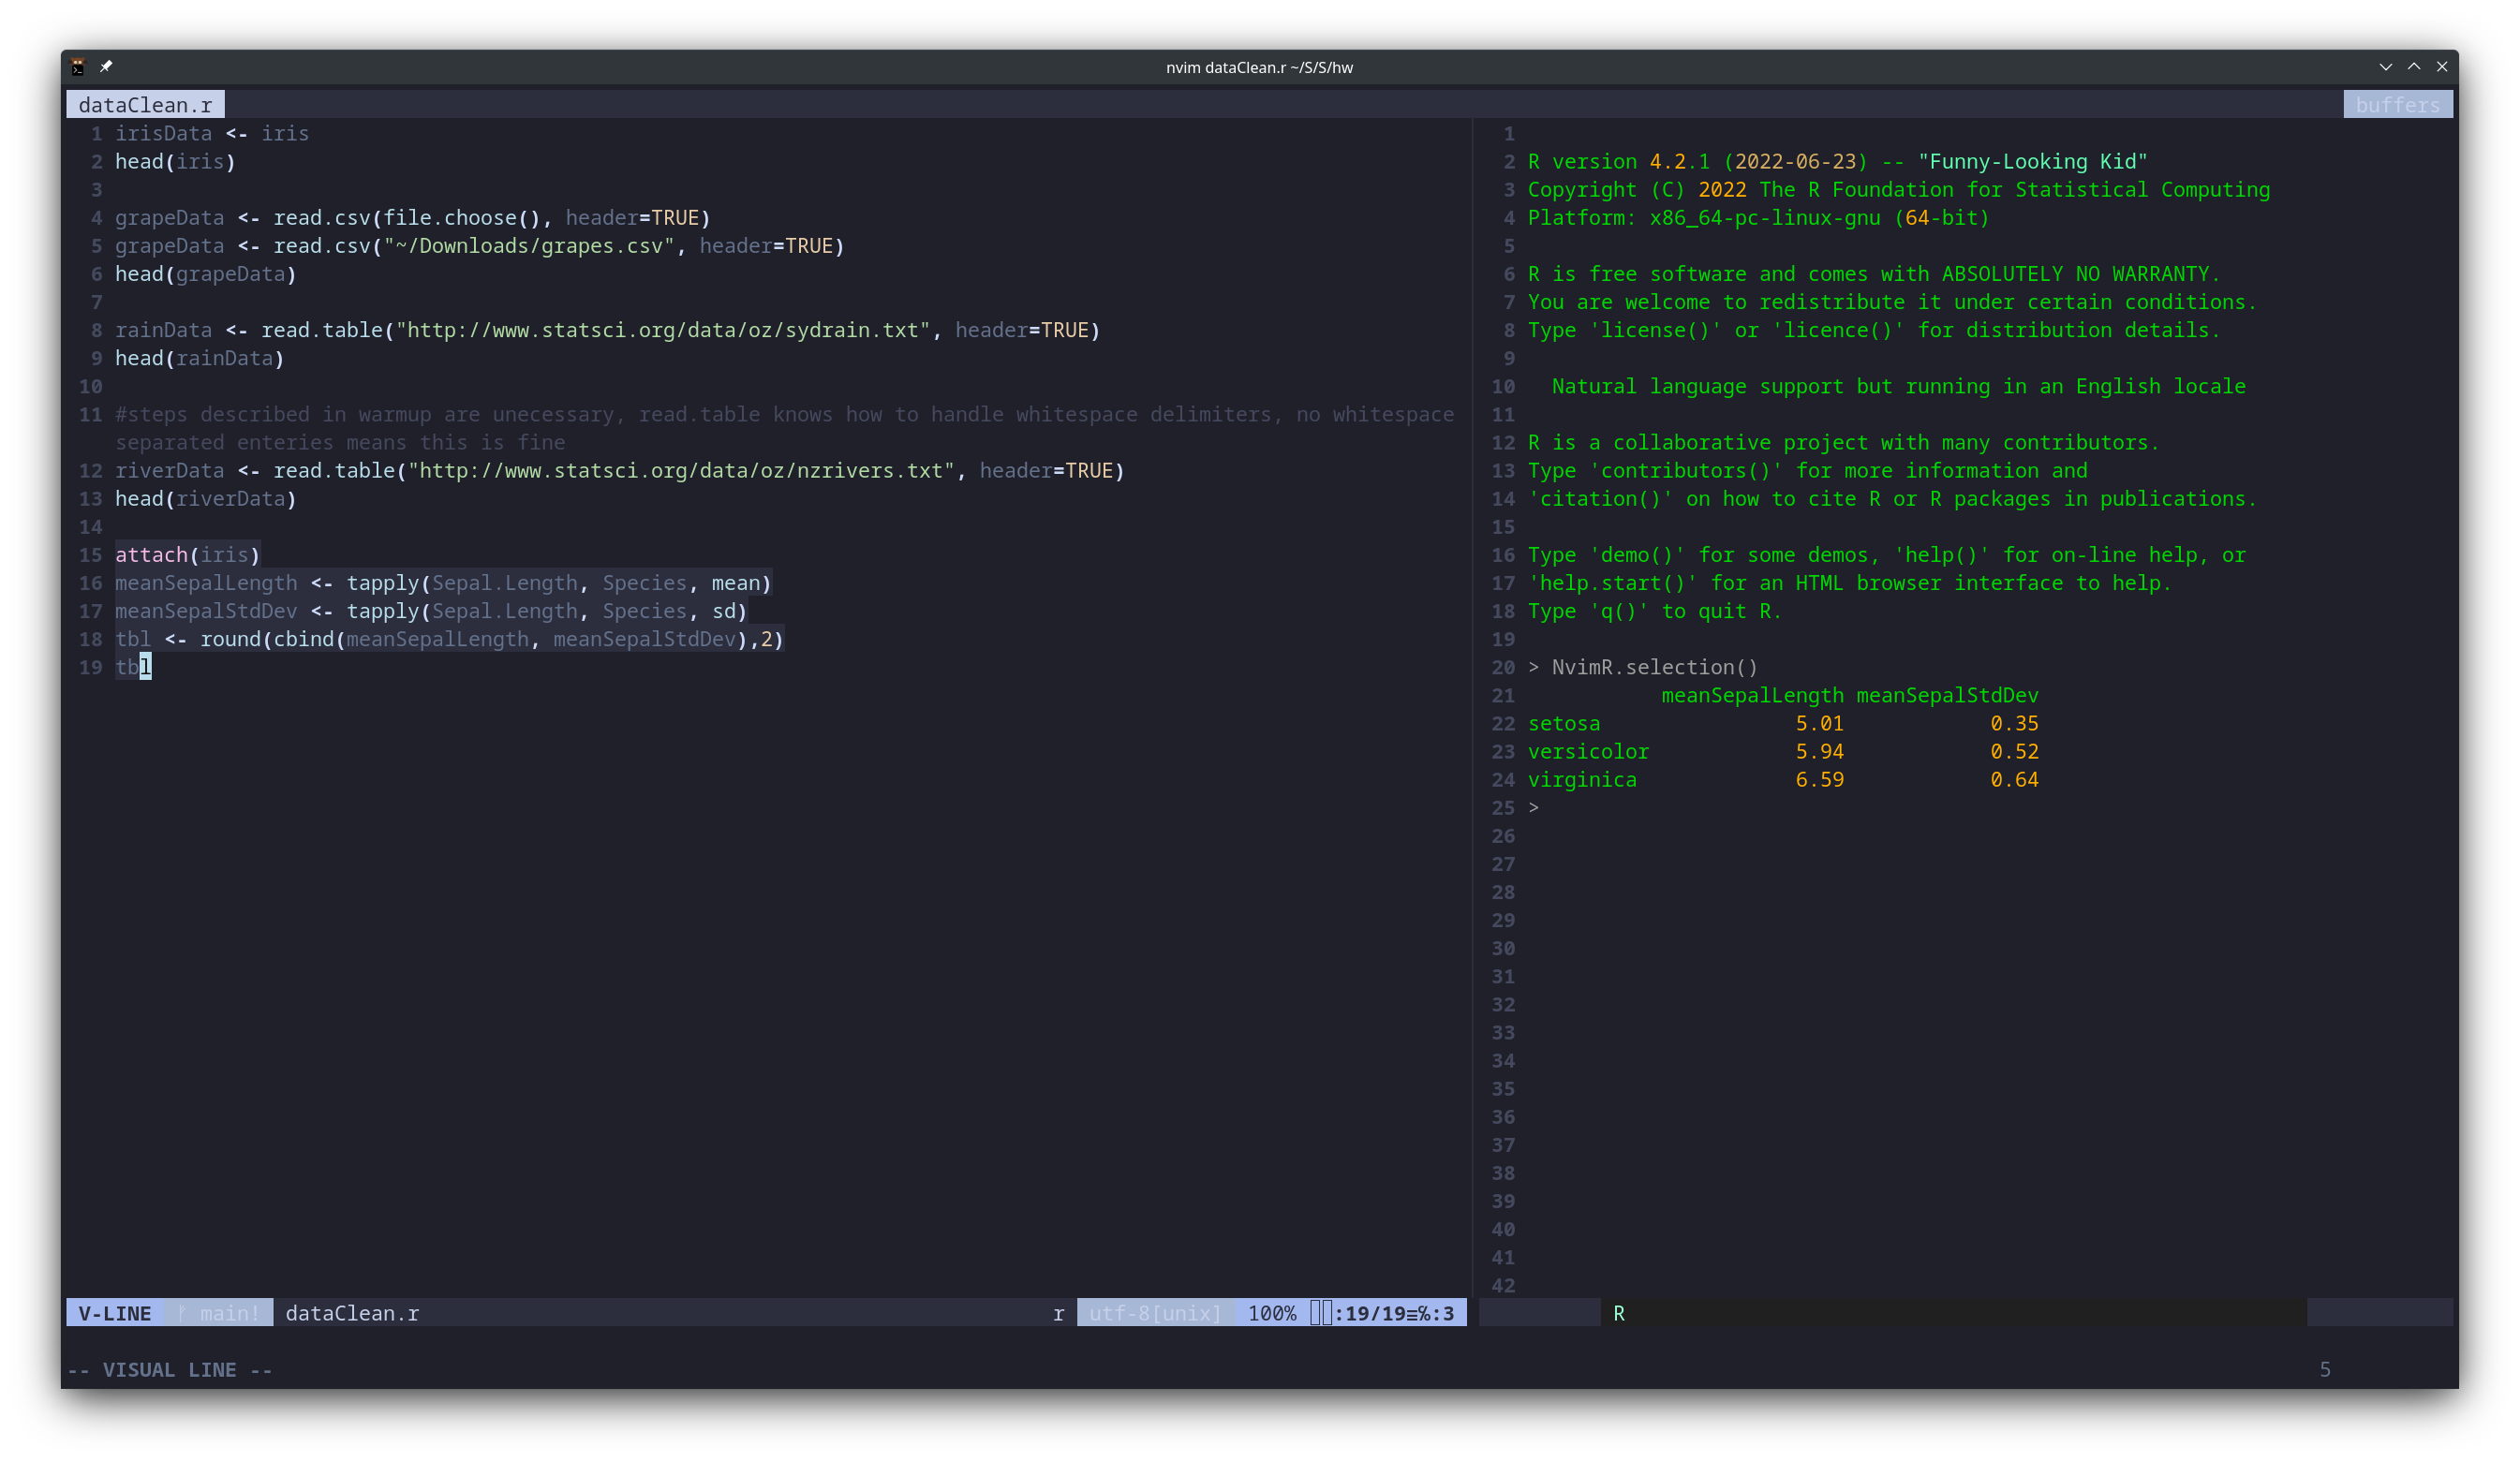 nvim dataClean.r ~/S/S/hw
dataClean.r
buffers
1 irisData <- iris
2 head(iris)
3
4 grapeData <- read.csv(file.choose(), header=TRUE)
5 grapeData <- read.csv("~/Downloads/grapes.csv", header=TRUE)
6 head(grapeData)
7
8 rainData <- read.table("http://www.statsci.org/data/oz/sydrain.txt", header=TRUE)
9 head(rainData)
10
11 #steps described in warmup are unecessary, read.table knows how to handle whitespace delimiters, no whitespace
separated enteries means this is fine
12 riverData <- read.table("http://www.statsci.org/data/oz/nzrivers.txt", header=TRUE)
13 head(riverData)
14
15 attach(iris)
16 meanSepalLength <- tapply(Sepal.Length, Species, mean)
17 meanSepalStdDev <- tapply(Sepal.Length, Species, sd)
18 tbl <- round(cbind(meanSepalLength, meanSepalStdDev),2)
19 tbl
1
2 R version 4.2.1 (2022-06-23) -- "Funny-Looking Kid"
3 Copyright (C) 2022 The R Foundation for Statistical Computing
4 Platform: x86_64-pc-linux-gnu (64-bit)
5
6 R is free software and comes with ABSOLUTELY NO WARRANTY.
7 You are welcome to redistribute it under certain conditions.
8 Type 'license()' or 'licence()' for distribution details.
9
10 Natural language support but running in an English locale
11
12 R is a collaborative project with many contributors.
13 Type 'contributors()' for more information and
14 'citation()' on how to cite R or R packages in publications.
15
16 Type 'demo()' for some demos, 'help()' for on-line help, or
17 'help.start()' for an HTML browser interface to help.
18 Type 'q()' to quit R.
19
20 > NvimR.selection()
21 meanSepalLength meanSepalStdDev
22 setosa 5.01 0.35
23 versicolor 5.94 0.52
24 virginica 6.59 0.64
25 >
26
27
28
29
30
31
32
33
34
35
36
37
38
39
40
41
42
V-LINE main! dataClean.r r utf-8[unix] 100% :19/19≡℅:3
R
-- VISUAL LINE -- 5